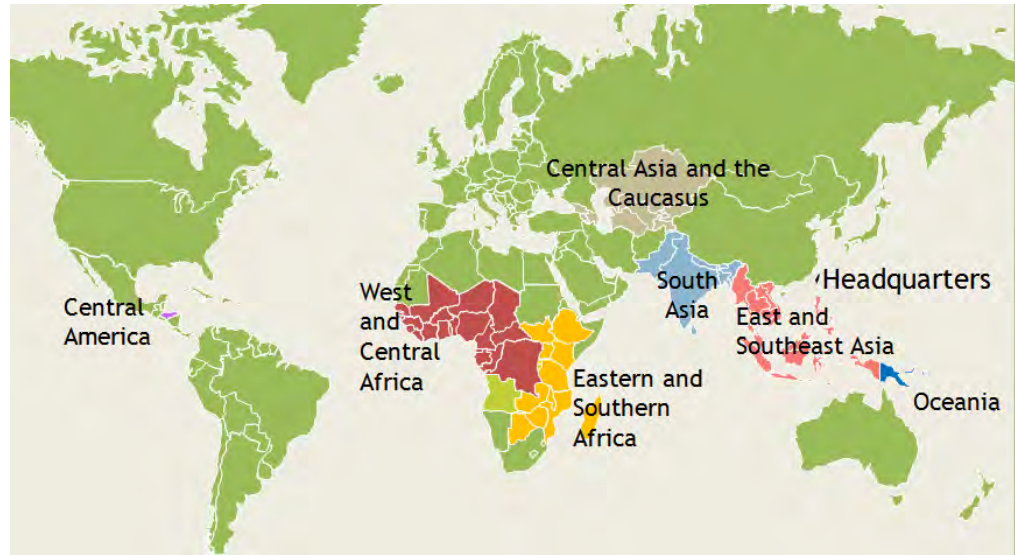 Central Asia and the
Caucasus
Headquarters
South
Asia
West
and
Central
Africa
Central
America
East and
Southeast Asia
Eastern and
Southern
Africa
Oceania